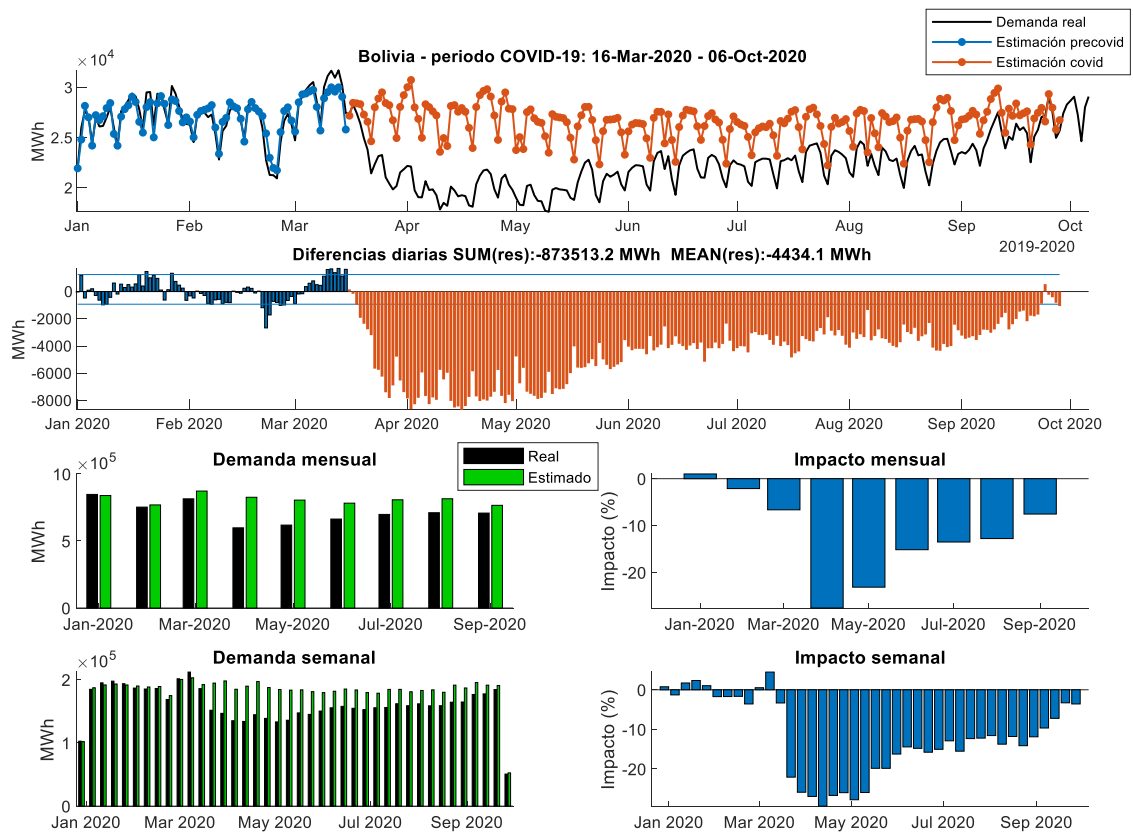 Demanda real
Estimación precovid
Estimación covid
×10⁴
Bolivia - periodo COVID-19: 16-Mar-2020 - 06-Oct-2020
MWh
3
2.5
2
Jan Feb Mar Apr May Jun Jul Aug Sep Oct
2019-2020
Diferencias diarias SUM(res):-873513.2 MWh MEAN(res):-4434.1 MWh
MWh
0
-2000
-4000
-6000
-8000
Jan 2020 Feb 2020 Mar 2020 Apr 2020 May 2020 Jun 2020 Jul 2020 Aug 2020 Sep 2020 Oct 2020
×10⁵
Demanda mensual
Real
Estimado
MWh
10
5
0
Jan-2020 Mar-2020 May-2020 Jul-2020 Sep-2020
Impacto mensual
Impacto (%)
0
-10
-20
Jan-2020 Mar-2020 May-2020 Jul-2020 Sep-2020
×10⁵
Demanda semanal
MWh
2
1
0
Jan 2020 Mar 2020 May 2020 Jul 2020 Sep 2020
Impacto semanal
Impacto (%)
0
-10
-20
Jan 2020 Mar 2020 May 2020 Jul 2020 Sep 2020